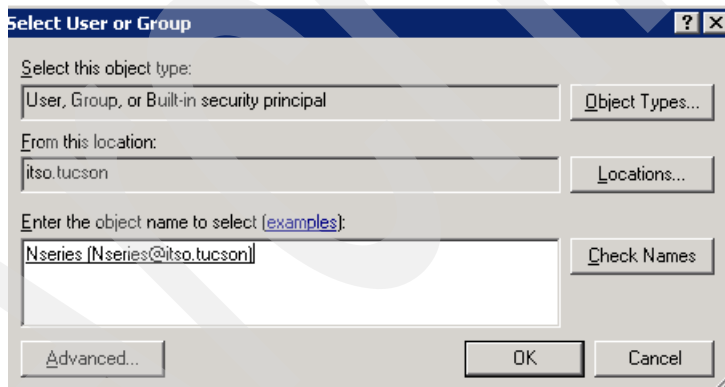 Select User or Group
Select this object type:
User, Group, or Built-in security principal
Object Types...
From this location:
itso.tucson
Locations...
Enter the object name to select (examples):
Nseries (Nseries@itso.tucson)
Check Names
Advanced...
OK
Cancel